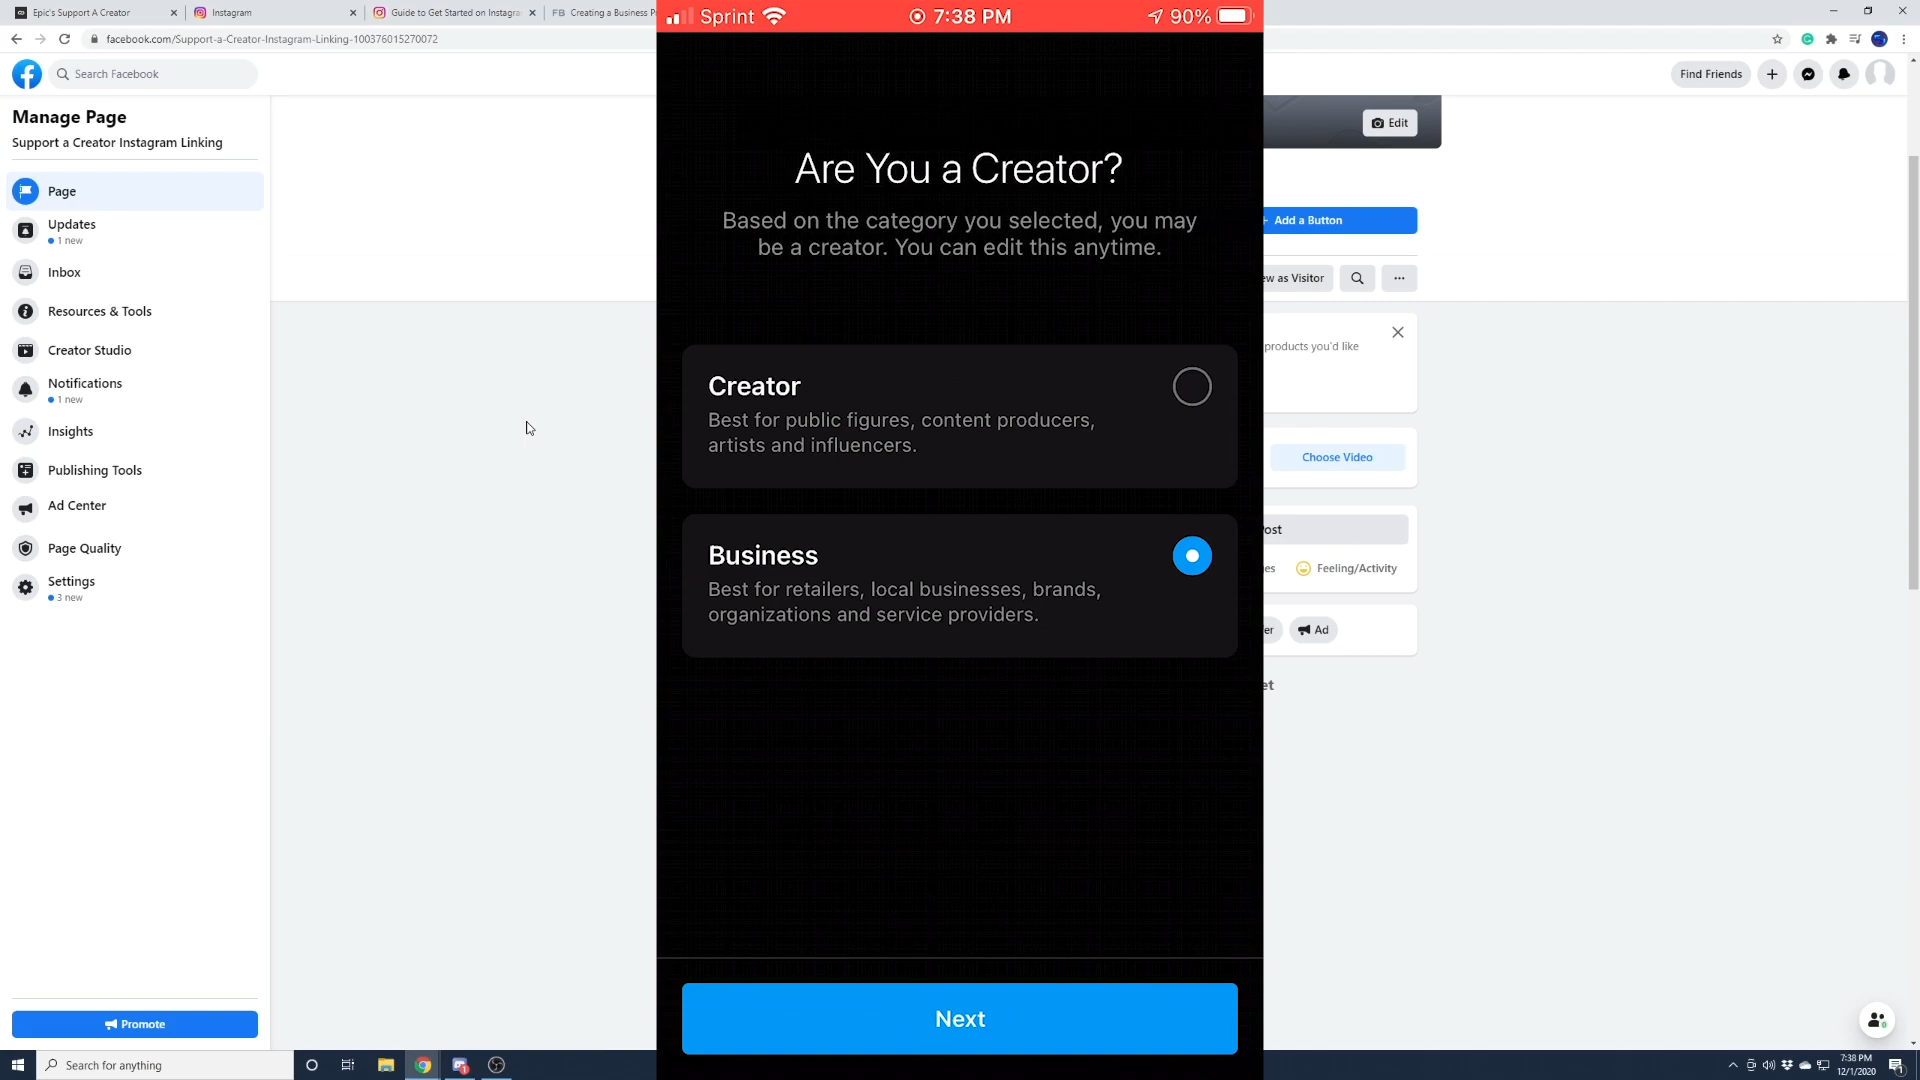 Epic's Support A Creator
Instagram
Guide to Get Started on Instagra
FB Creating a Business P
facebook.com/Support-a-Creator-Instagram-Linking-100376015270072
Search Facebook
Find Friends
Manage Page
Support a Creator Instagram Linking
Page
Updates
1 new
Inbox
Resources & Tools
Creator Studio
Notifications
1 new
Insights
Publishing Tools
Ad Center
Page Quality
Settings
3 new
Promote
Sprint
7:38 PM
90%
Are You a Creator?
Based on the category you selected, you may
be a creator. You can edit this anytime.
Creator
Best for public figures, content producers,
artists and influencers.
Business
Best for retailers, local businesses, brands,
organizations and service providers.
Next
Edit
Add a Button
ew as Visitor
products you'd like
Choose Video
Post
es
Feeling/Activity
er
Ad
et
Search for anything
7:38 PM
12/1/2020